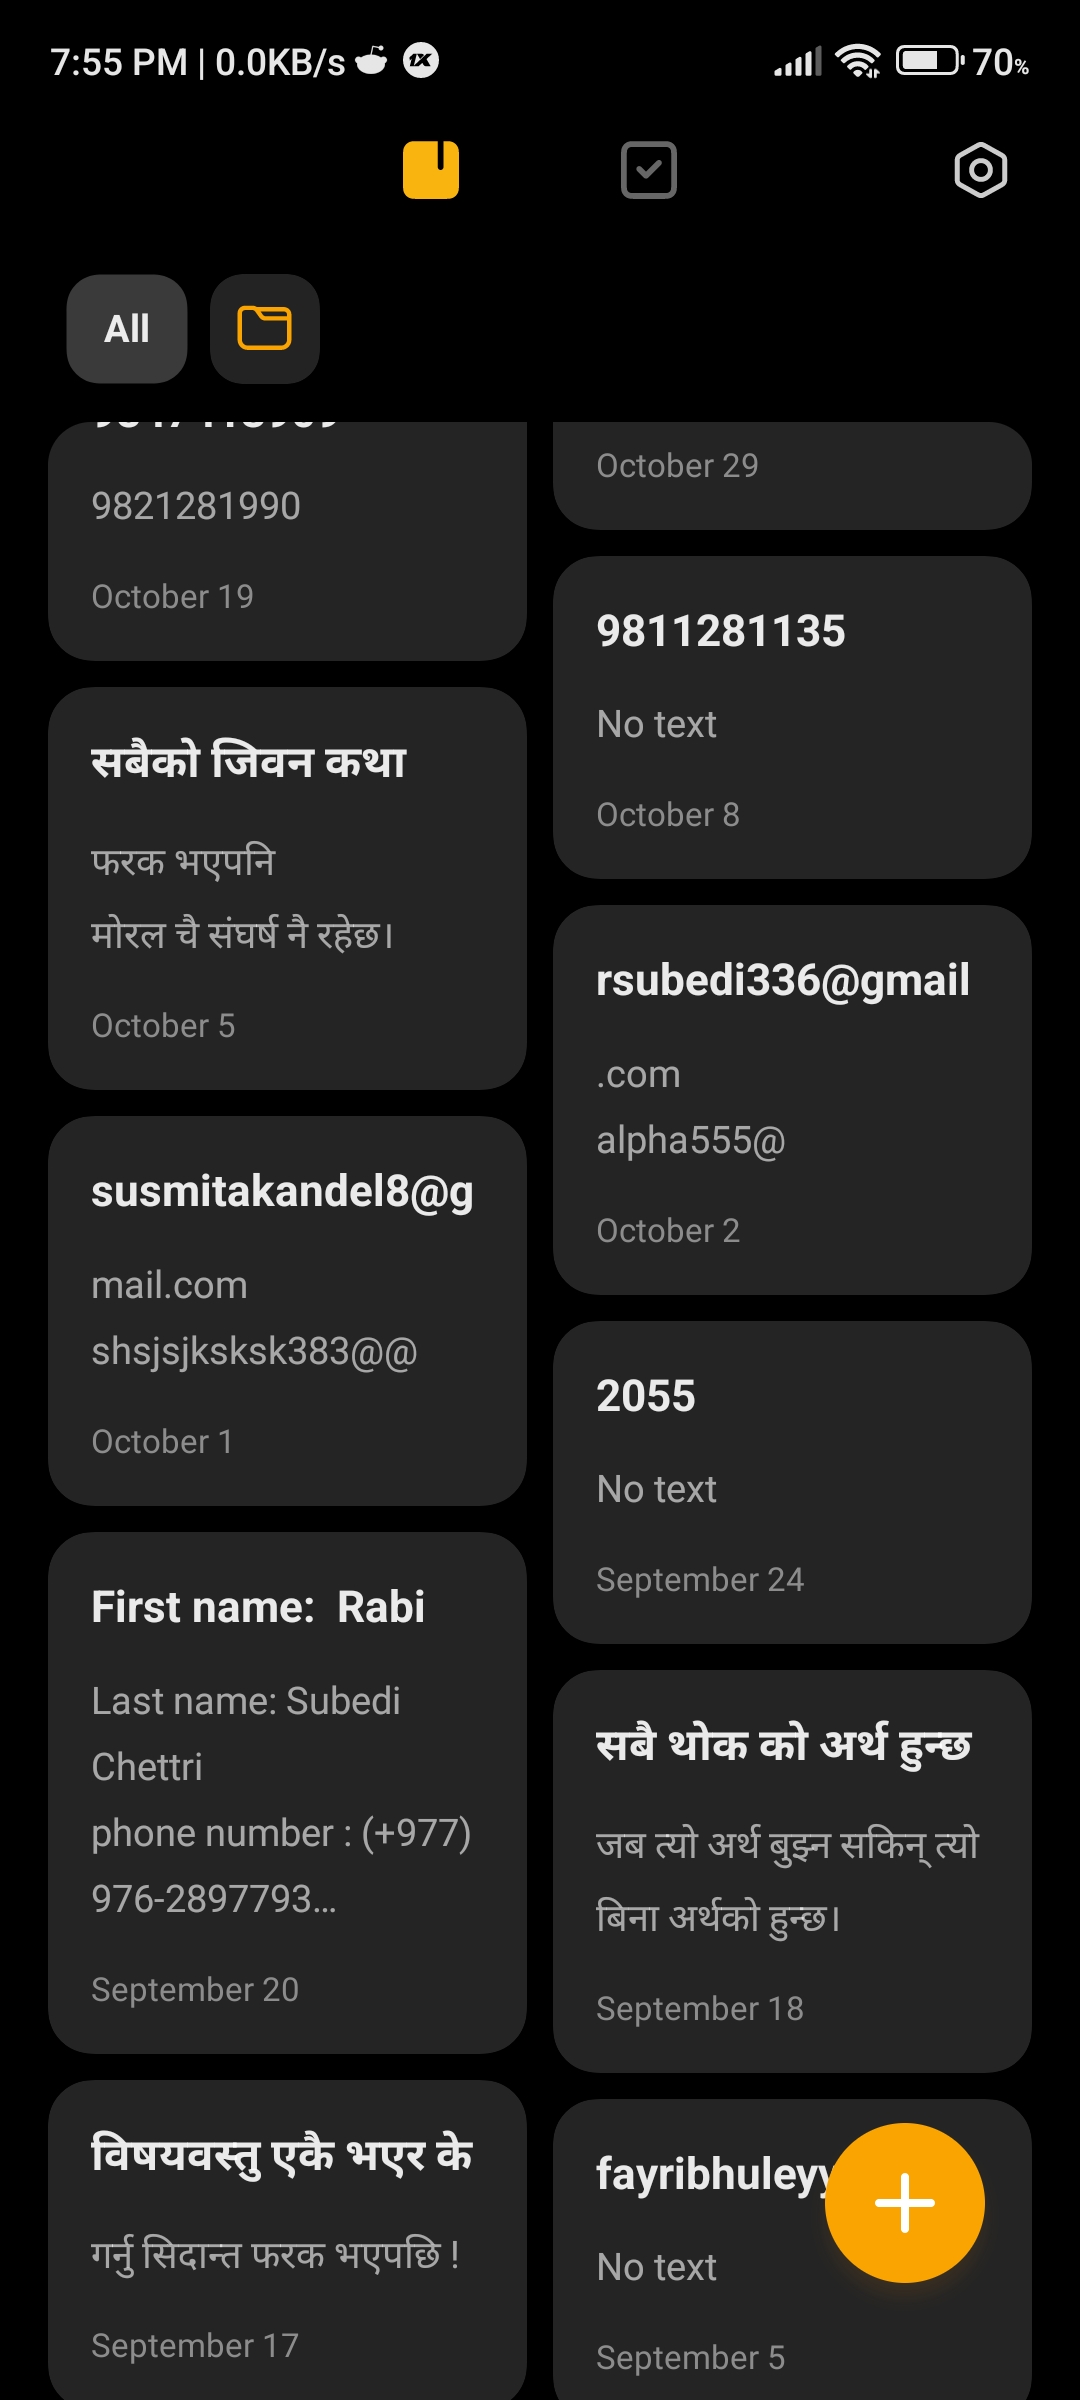 7:55 PM | 0.0KB/s
1X
70%
All
9821281990
October 19
सबैको जिवन कथा
फरक भएपनि
मोरल चै संघर्ष नै रहेछ।
October 5
susmitakandel8@g
mail.com
shsjsjksksk383@@
October 1
First name:  Rabi
Last name: Subedi
Chettri
phone number : (+977)
976-2897793...
September 20
विषयवस्तु एकै भएर के
गर्नु सिदान्त फरक भएपछि !
September 17
October 29
9811281135
No text
October 8
rsubedi336@gmail
.com
alpha555@
October 2
2055
No text
September 24
सबै थोक को अर्थ हुन्छ
जब त्यो अर्थ बुझ्न सकिन् त्यो
बिना अर्थको हुन्छ।
September 18
No text
September 5